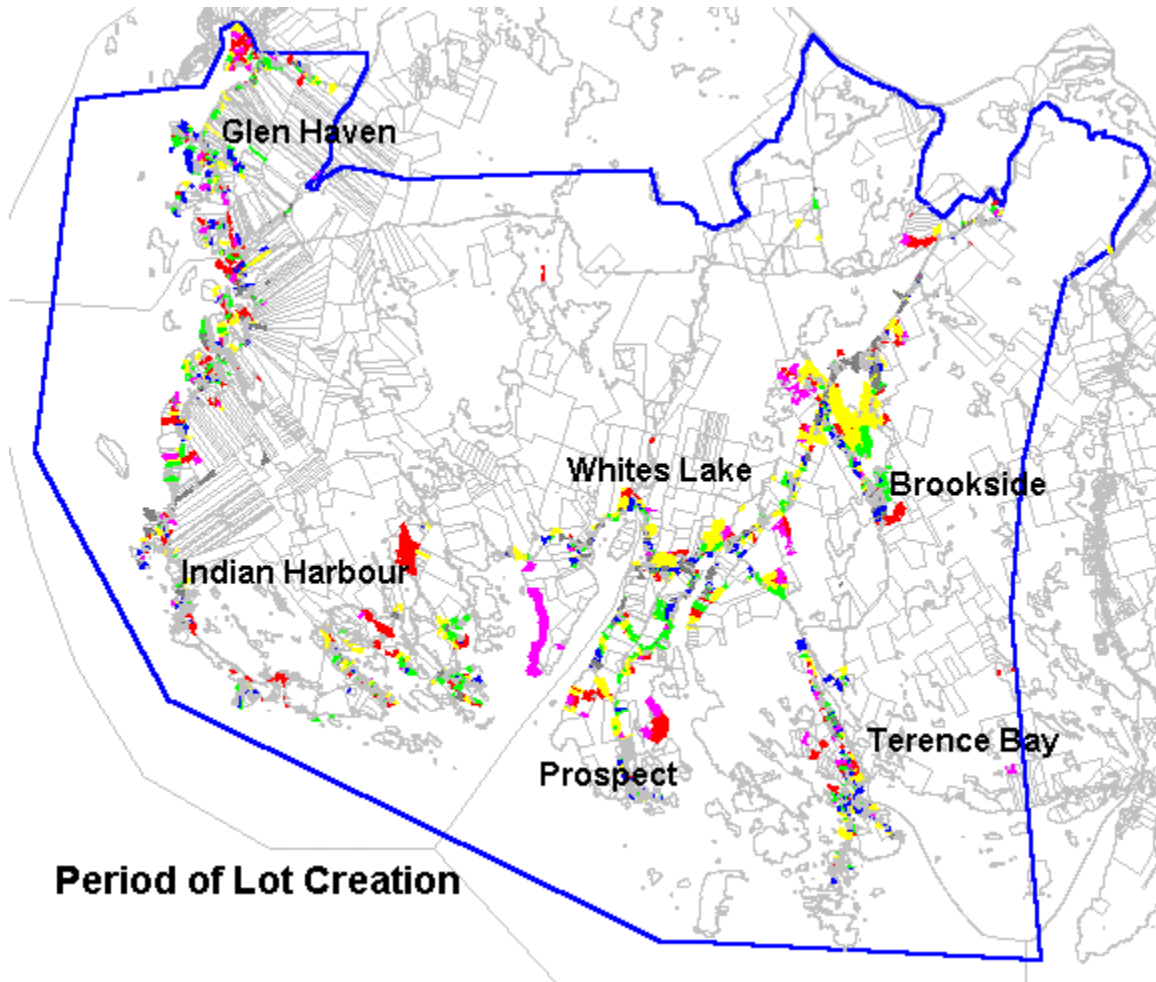 Glen Haven
Whites Lake
Brookside
Indian Harbour
Terence Bay
Prospect
Period of Lot Creation